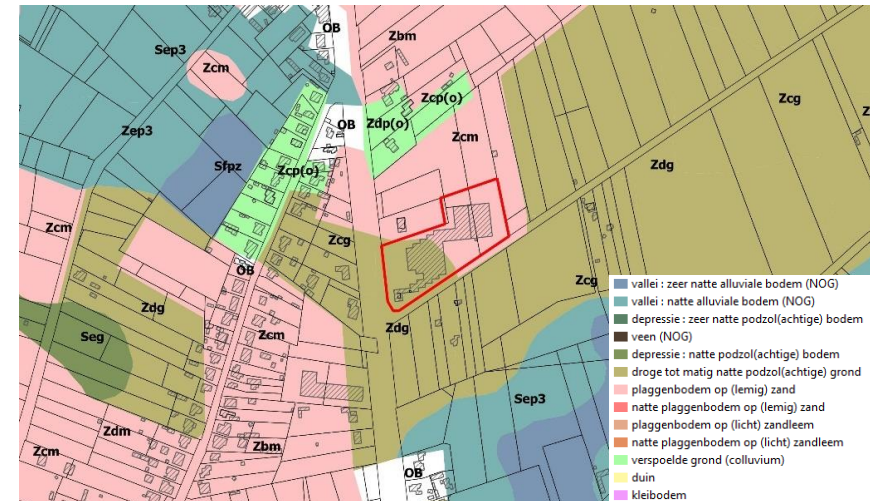 OB
Zbm
Sep3
Zcm
Zcp(o)
Zcg
Z
OB
Zdp(o)
Zep3
Zcm
Sfpz
Zdg
Zcp(o)
Zcm
Zcg
OB
Zcg
Zdg
Zdg
Zcm
Seg
Sep3
Zdm
Zbm
Zcm
OB
vallei : zeer natte alluviale bodem (NOG)
vallei : natte alluviale bodem (NOG)
depressie : zeer natte podzol(achtige) bodem
veen (NOG)
depressie : natte podzol(achtige) bodem
droge tot matig natte podzol(achtige) grond
plaggenbodem op (lemig) zand
natte plaggenbodem op (lemig) zand
plaggenbodem op (licht) zandleem
natte plaggenbodem op (licht) zandleem
verspoelde grond (colluvium)
duin
kleibodem